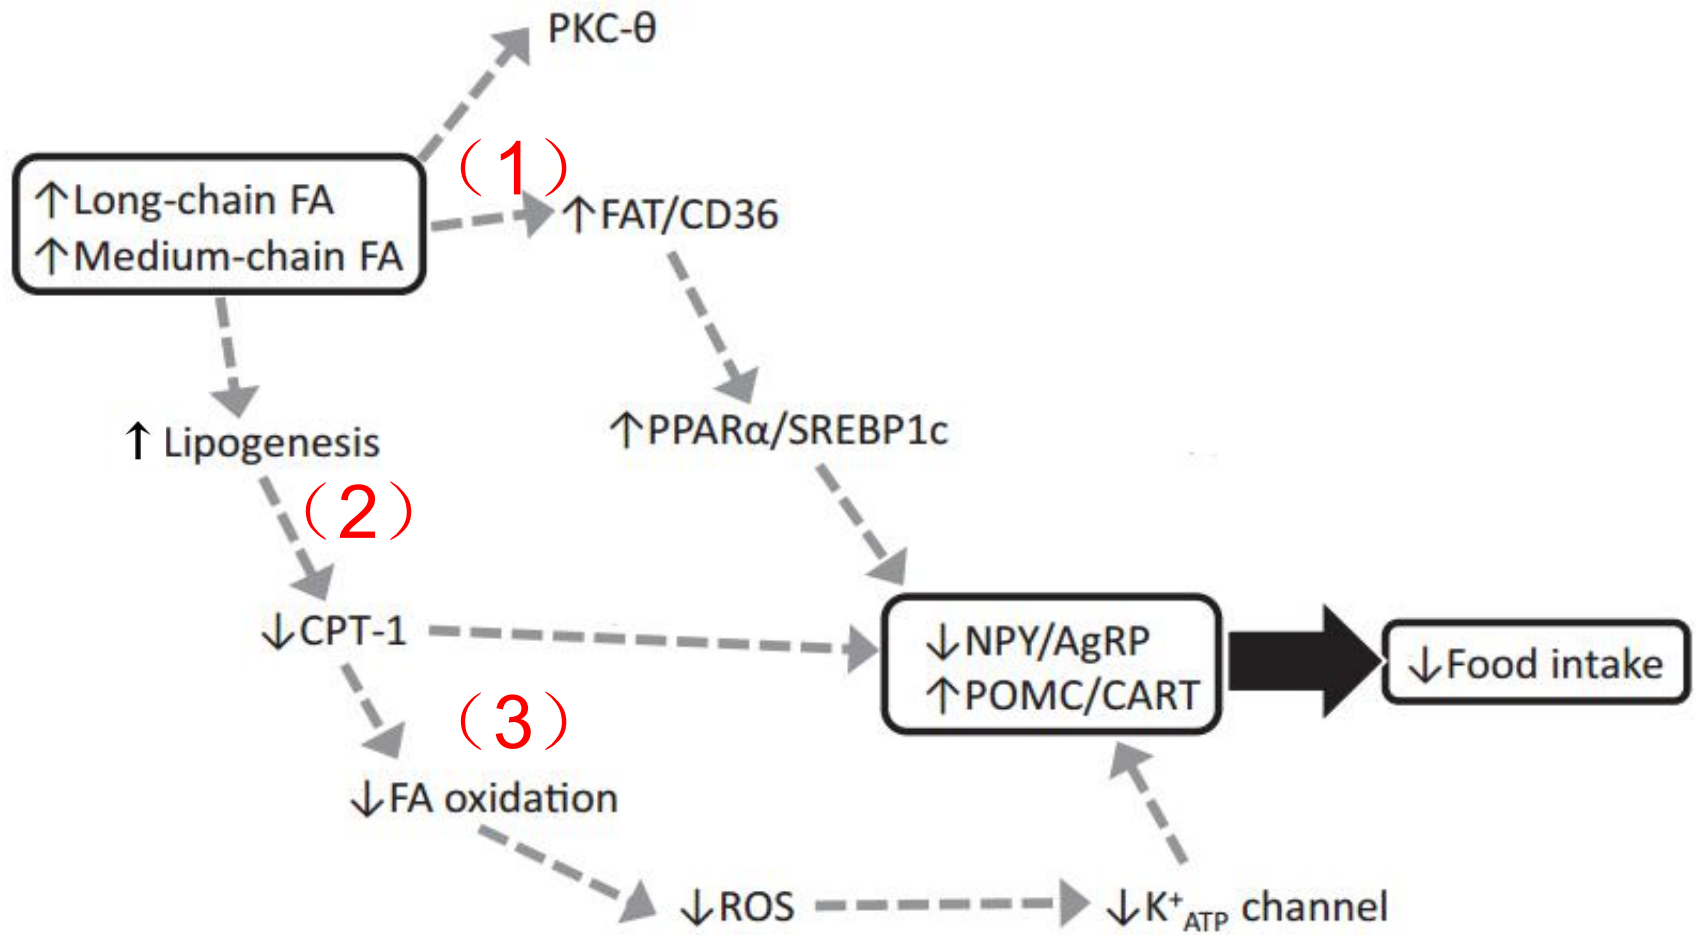 PKC-θ
（1）
↑Long-chain FA
↑Medium-chain FA
↑FAT/CD36
↑ Lipogenesis
↑PPARα/SREBP1c
（2）
↓CPT-1
↓NPY/AgRP
↑POMC/CART
↓Food intake
（3）
↓FA oxidation
↓ROS
↓K⁺ATP channel